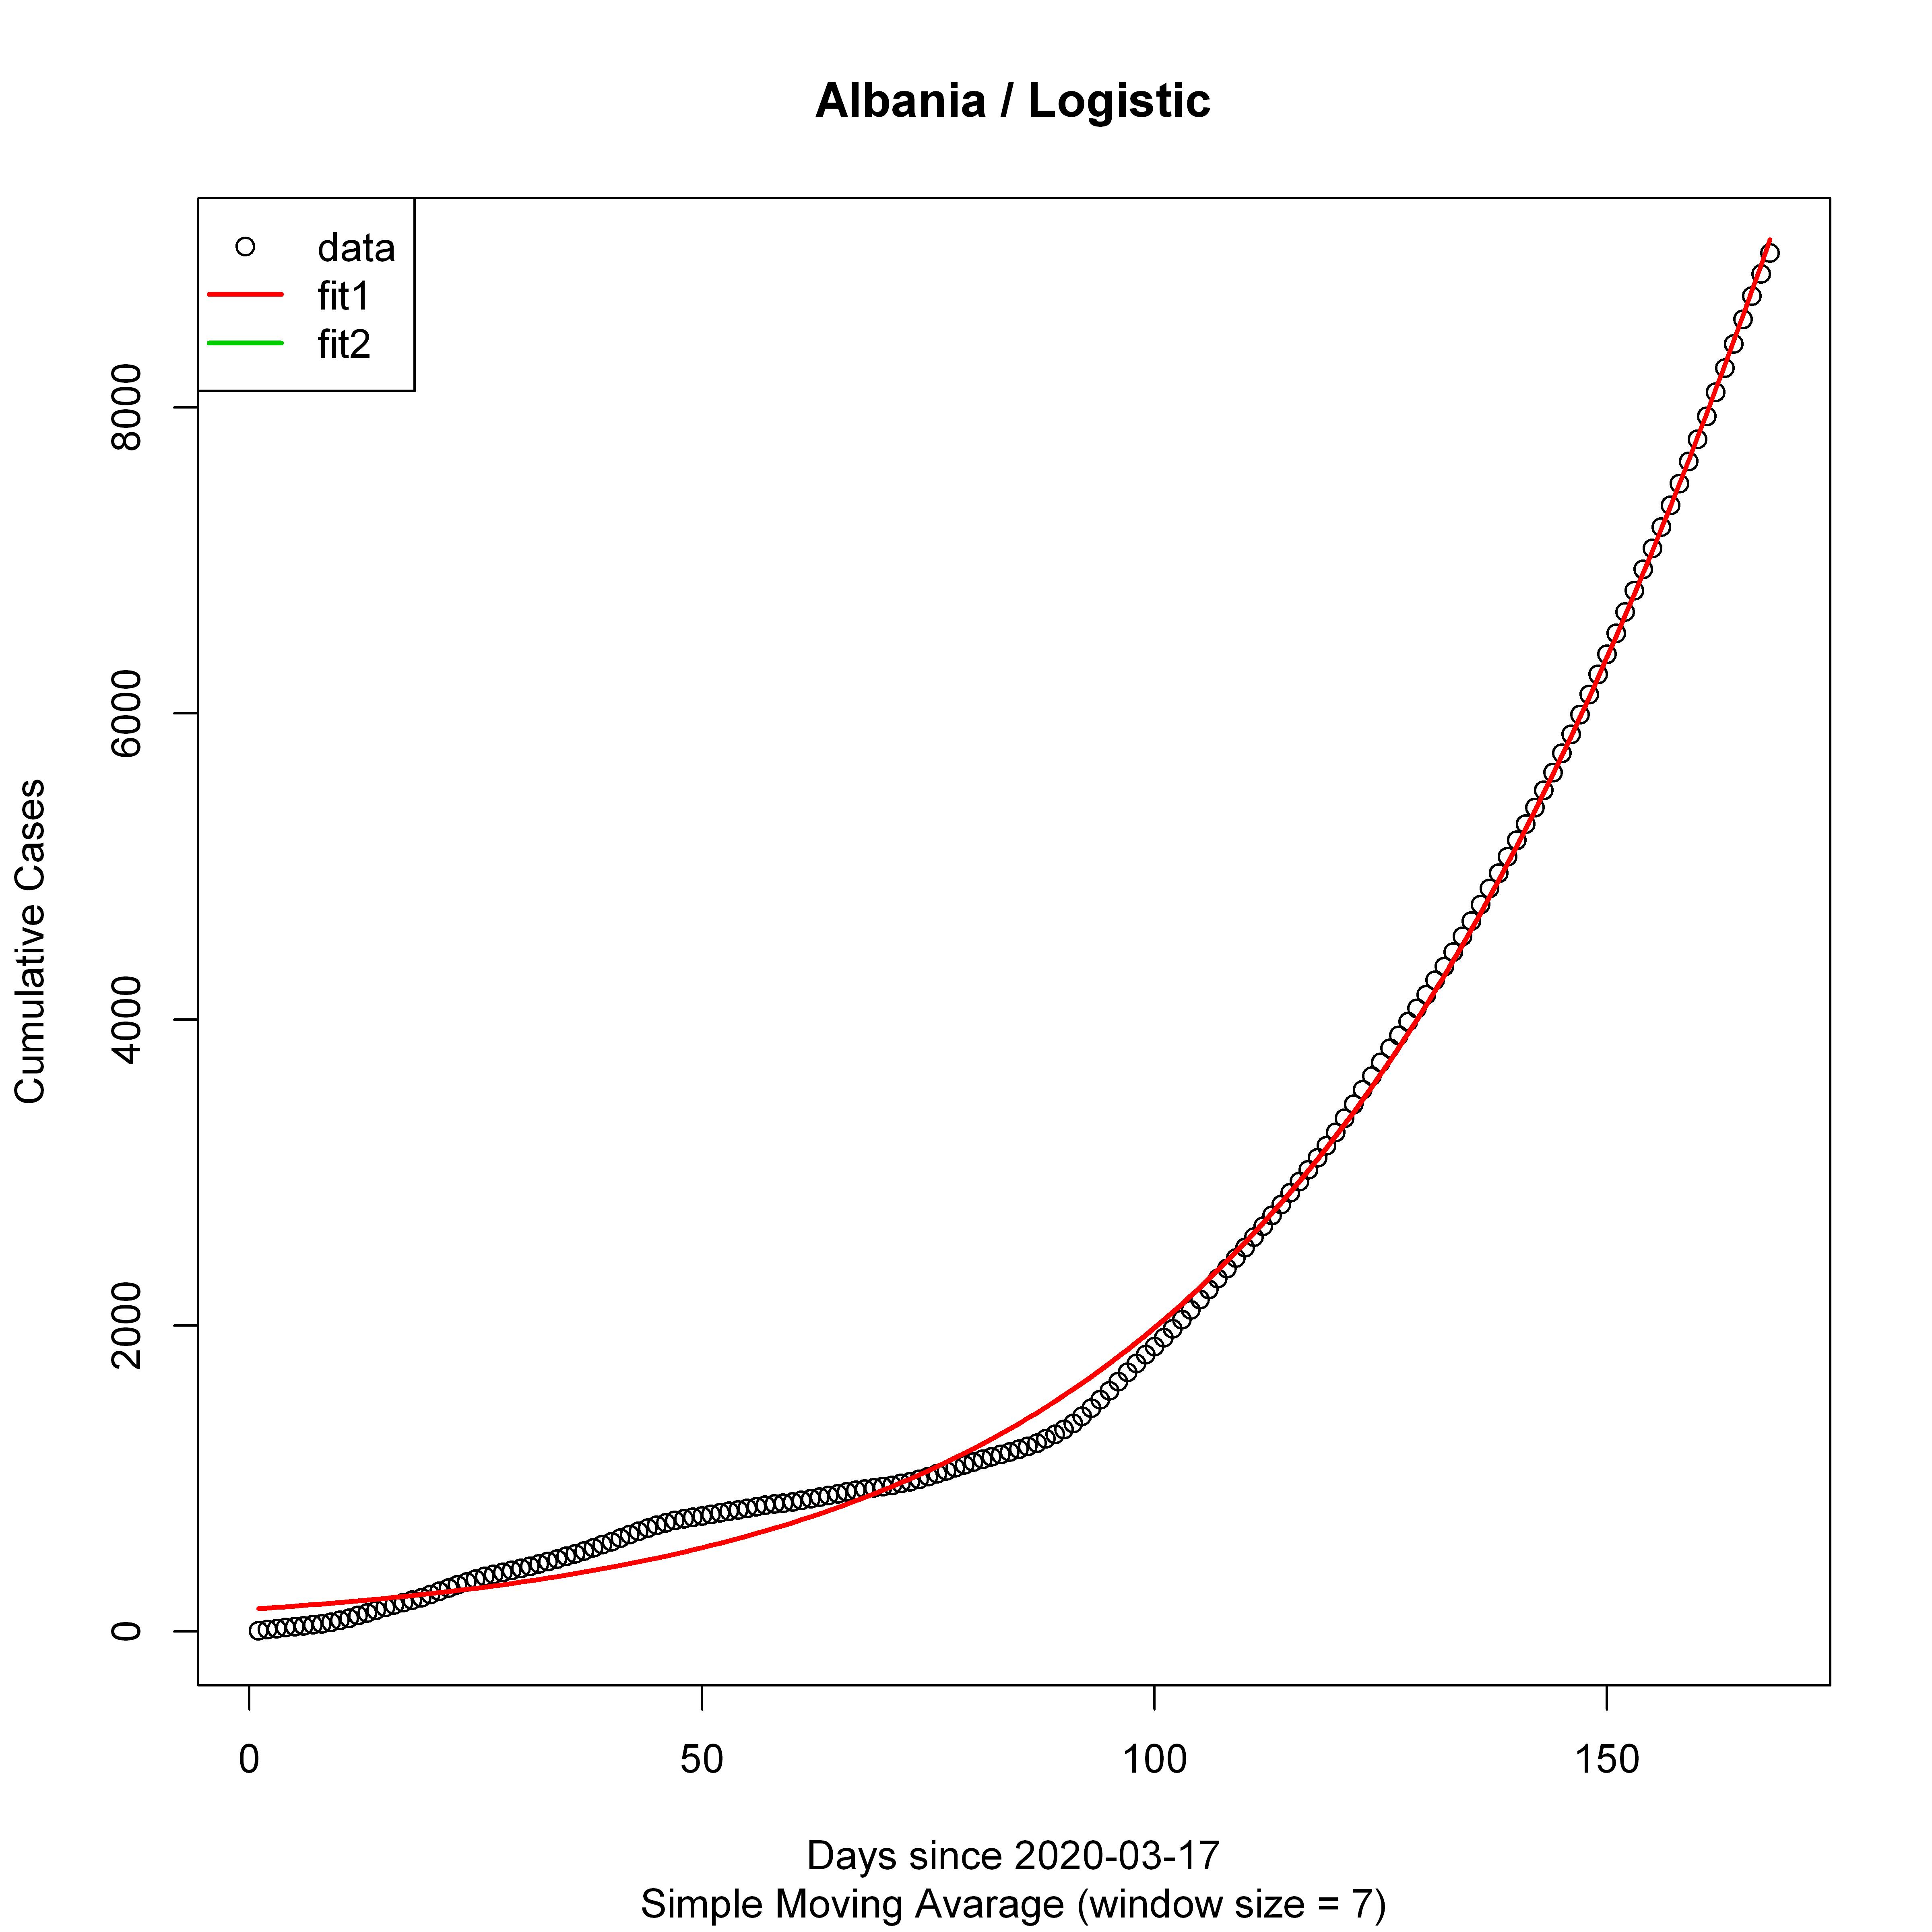 Albania / Logistic
data
fit1
fit2
Cumulative Cases
8000
6000
4000
2000
0
0 50 100 150
Days since 2020-03-17
Simple Moving Avarage (window size = 7)